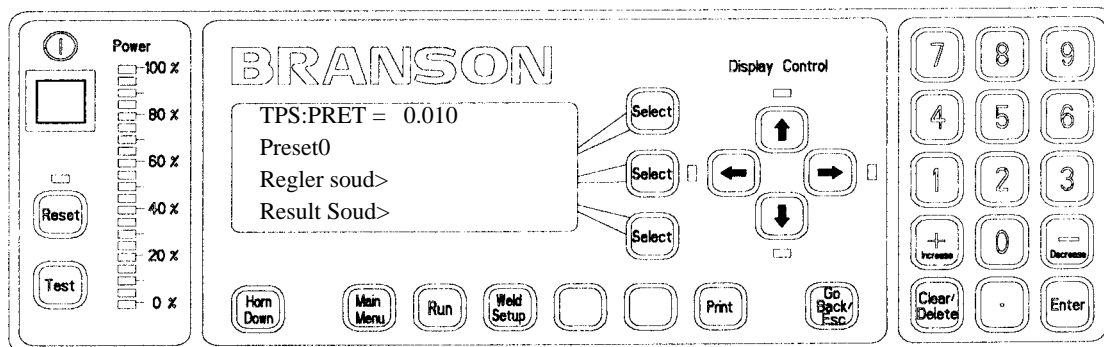 Power
100 %
80 %
60 %
40 %
20 %
0 %
Reset
Test
BRANSON
TPS:PRET = 0.010
Preset0
Regler soud>
Result Soud>
Select
Select
Select
Display Control
Horn Down
Main Menu
Run
Weld Setup
Print
Go Back/ Esc
7 8 9
4 5 6
1 2 3
+ Increase 0 - Decrease
Clear/ Delete . Enter